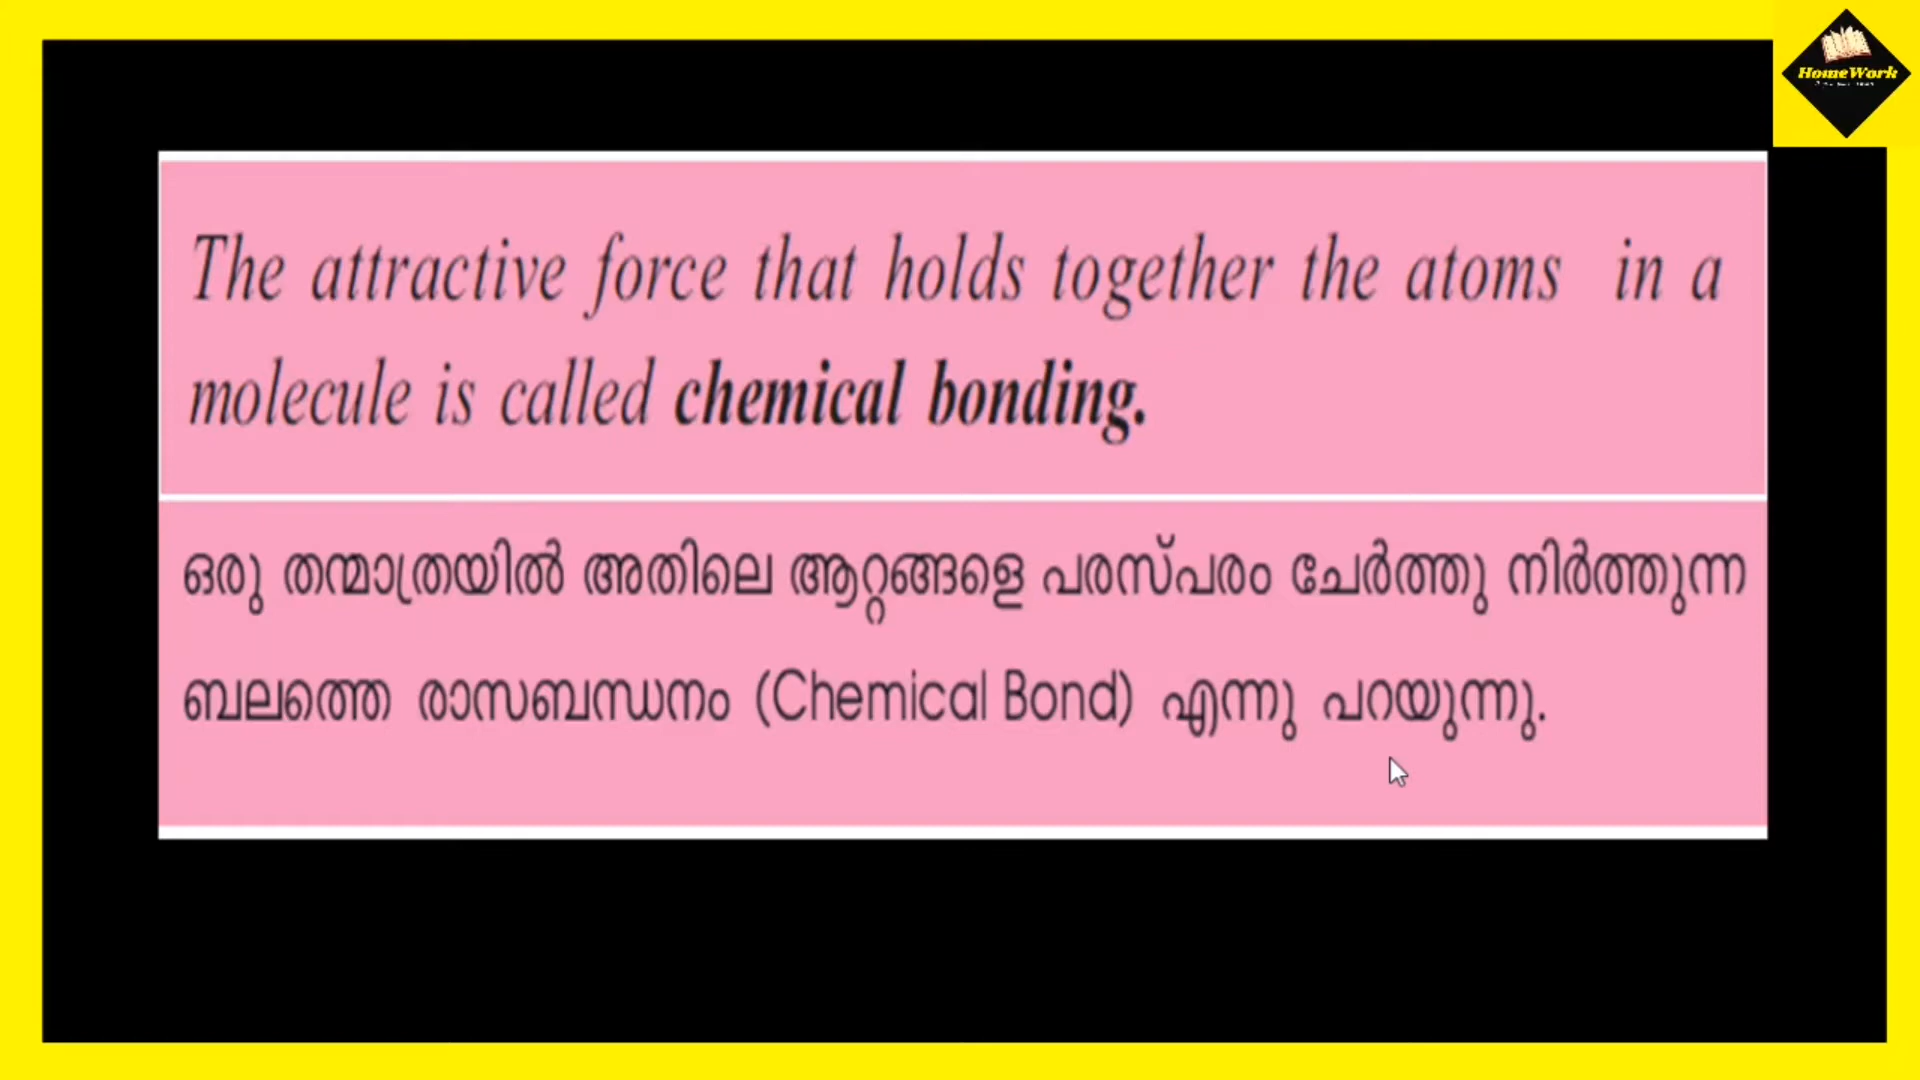 HomeWork
The attractive force that holds together the atoms in a
molecule is called chemical bonding.
ഒരു തന്മാത്രയിൽ അതിലെ ആറ്റങ്ങളെ പരസ്പരം ചേർത്തു നിർത്തുന്ന
ബലത്തെ രാസബന്ധനം (Chemical Bond) എന്നു പറയുന്നു.